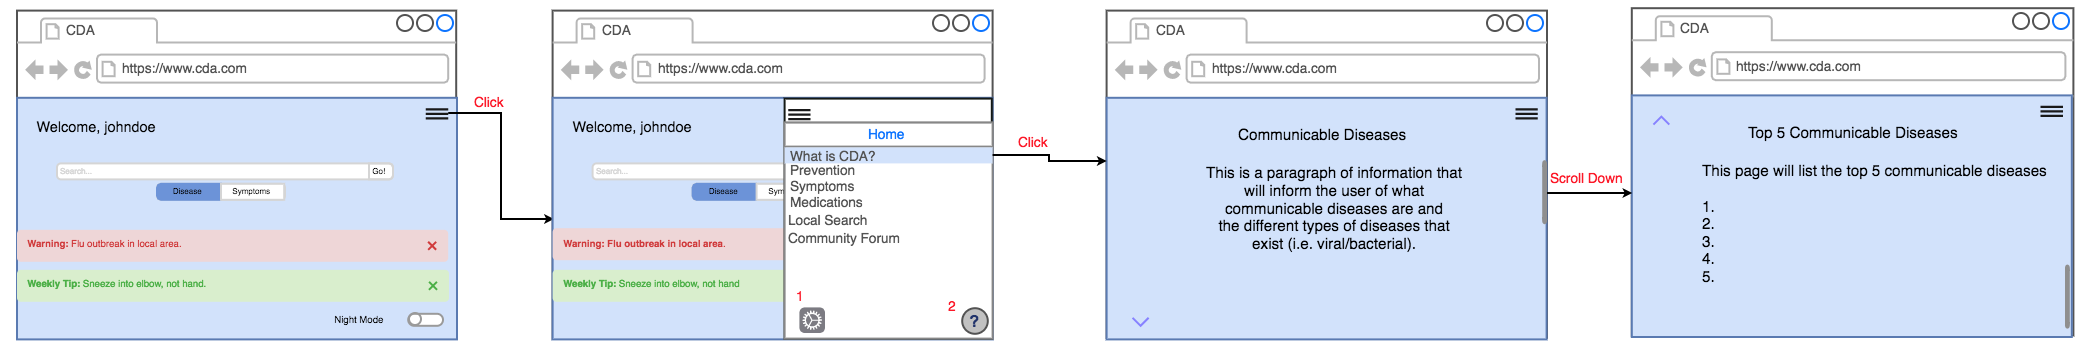 CDA
https://www.cda.com
Welcome, johndoe
Search...
Go!
Disease
Symptoms
Warning: Flu outbreak in local area.
Weekly Tip: Sneeze into elbow, not hand.
Night Mode
Click
CDA
https://www.cda.com
Welcome, johndoe
Search...
Disease
Sym
Warning: Flu outbreak in local area.
Weekly Tip: Sneeze into elbow, not hand
Home
What is CDA?
Prevention
Symptoms
Medications
Local Search
Community Forum
1
2
?
Click
CDA
https://www.cda.com
Communicable Diseases
This is a paragraph of information that
will inform the user of what
communicable diseases are and
the different types of diseases that
exist (i.e. viral/bacterial).
Scroll Down
CDA
https://www.cda.com
Top 5 Communicable Diseases
This page will list the top 5 communicable diseases
1.
2.
3.
4.
5.